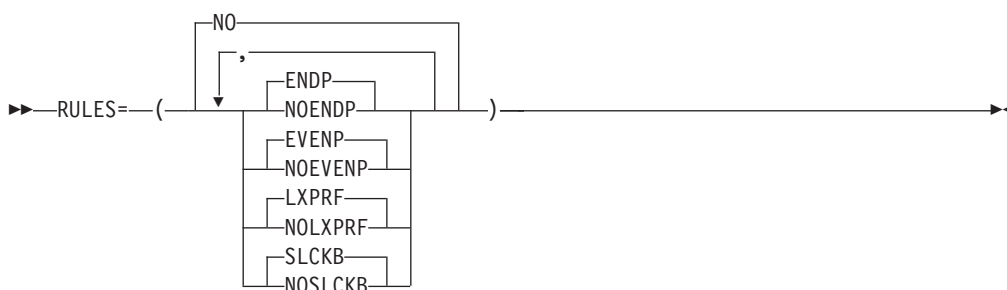 NO
,
ENDP
RULES= ( NOENDP )
EVENP
NOEVENP
LXPRF
NOLXPRF
SLCKB
NOSLCKB